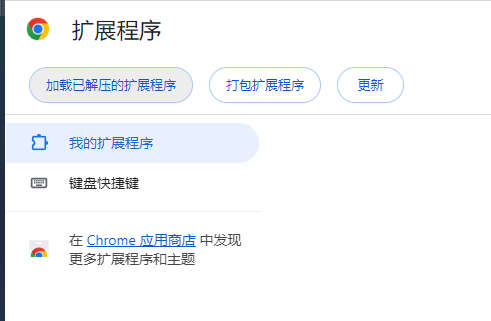 扩展程序
加载已解压的扩展程序 打包扩展程序 更新
我的扩展程序
键盘快捷键
在 Chrome 应用商店 中发现
更多扩展程序和主题